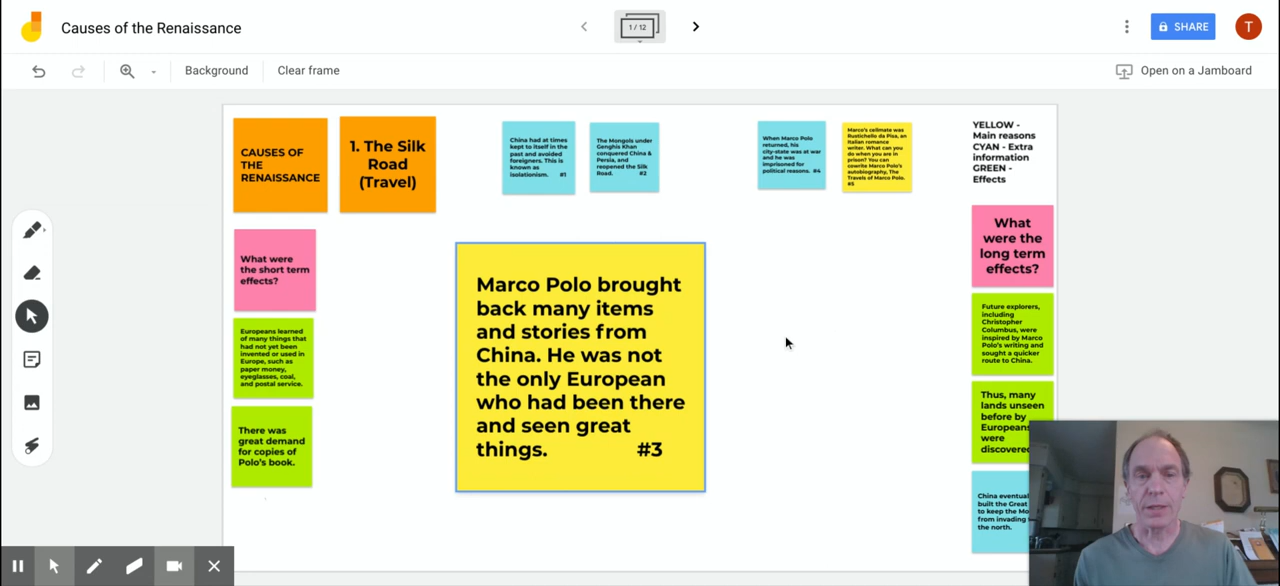 Causes of the Renaissance
1 / 12
SHARE
T
Background
Clear frame
Open on a Jamboard
CAUSES OF
THE
RENAISSANCE
1. The Silk
Road
(Travel)
China had at times
kept to itself in the
past and avoided
foreigners. This is
known as
isolationism. #1
The Mongols under
Genghis Khan
conquered China &
Persia, and
reopened the Silk
Road. #2
When Marco Polo
returned, his
city-state was at war
and he was
imprisoned for
political reasons. #4
Marco's cellmate was
Rustichello da Pisa, an
Italian romance
writer. What can you
do when you are in
prison? You can
cowrite Marco Polo's
autobiography, The
Travels of Marco Polo.
#5
YELLOW -
Main reasons
CYAN - Extra
information
GREEN -
Effects
What were
the short term
effects?
Europeans learned
of many things that
had not yet been
invented or used in
Europe, such as
paper money,
eyeglasses, coal,
and postal service.
There was
great demand
for copies of
Polo's book.
Marco Polo brought
back many items
and stories from
China. He was not
the only European
who had been there
and seen great
things. #3
What
were the
long term
effects?
Future explorers,
including
Christopher
Columbus, were
inspired by Marco
Polo's writing and
sought a quicker
route to China.
Thus, many
lands unseen
before by
Europeans
were
discovered
China eventual
built the Great
to keep the Mo
from invading
the north.